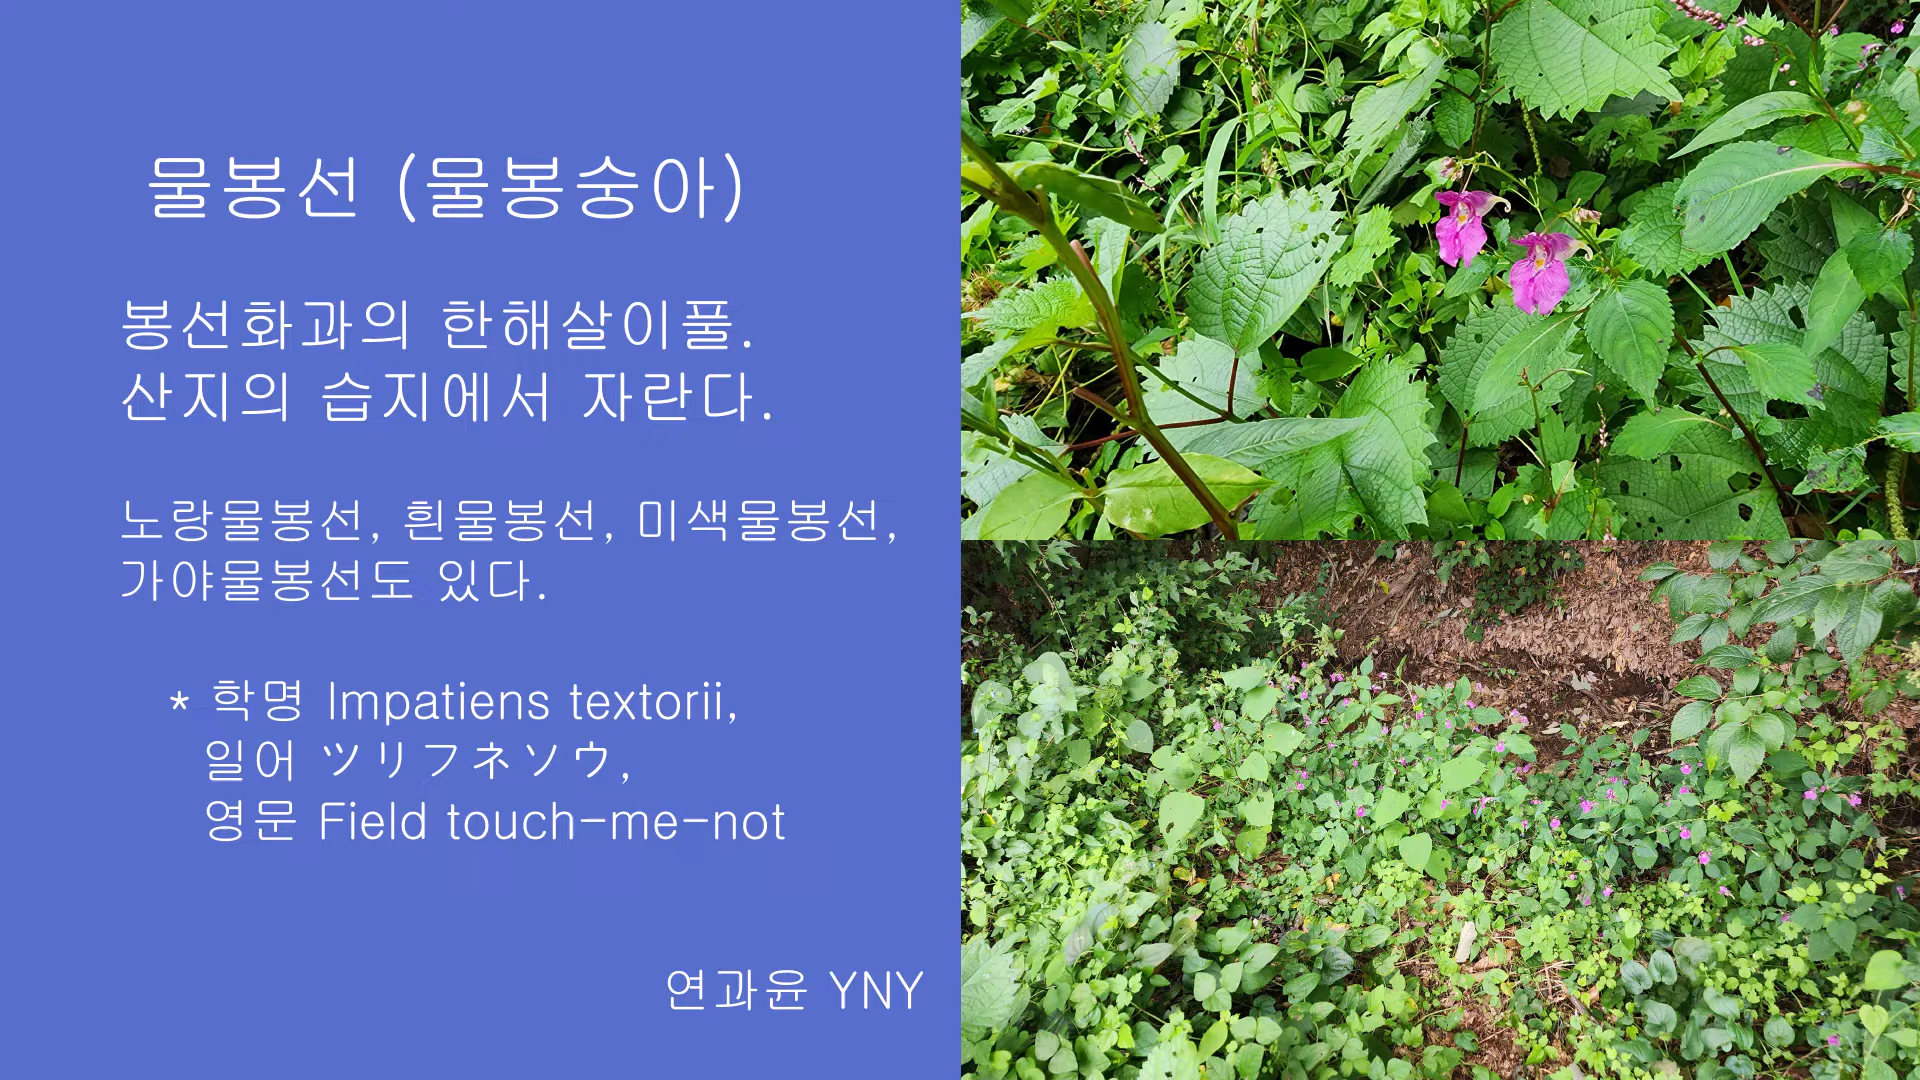 물봉선 (물봉숭아)
봉선화과의 한해살이풀.
산지의 습지에서 자란다.
노랑물봉선, 흰물봉선, 미색물봉선,
가야물봉선도 있다.
* 학명 Impatiens textorii,
일어 ツリフネソウ,
영문 Field touch-me-not
연과윤 YNY